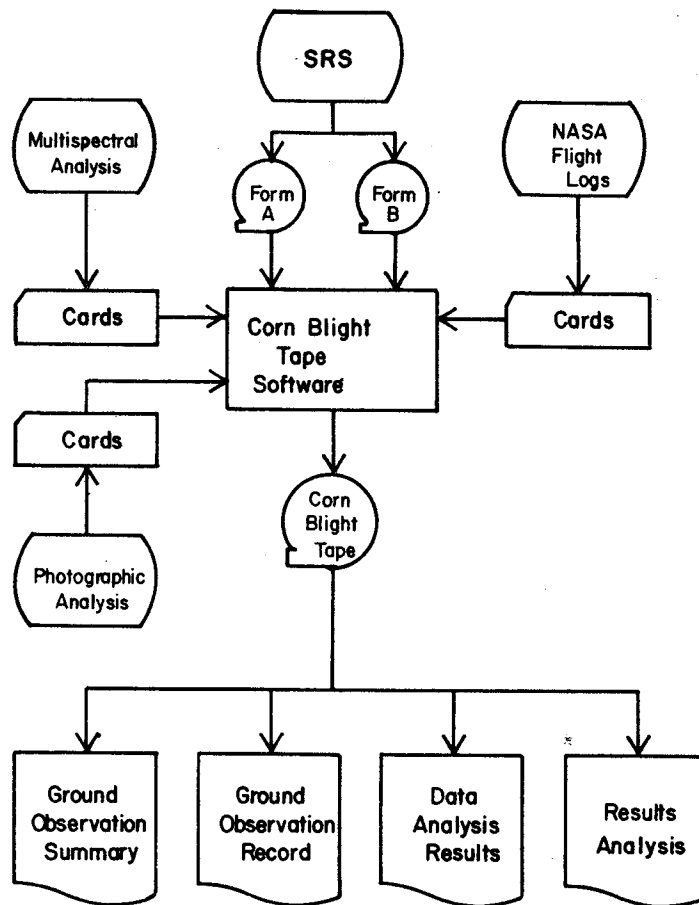 SRS
Multispectral
Analysis
NASA
Flight
Logs
Form
A
Form
B
Cards
Corn Blight
Tape
Software
Cards
Cards
Corn
Blight
Tape
Photographic
Analysis
Ground
Observation
Summary
Ground
Observation
Record
Data
Analysis
Results
Results
Analysis